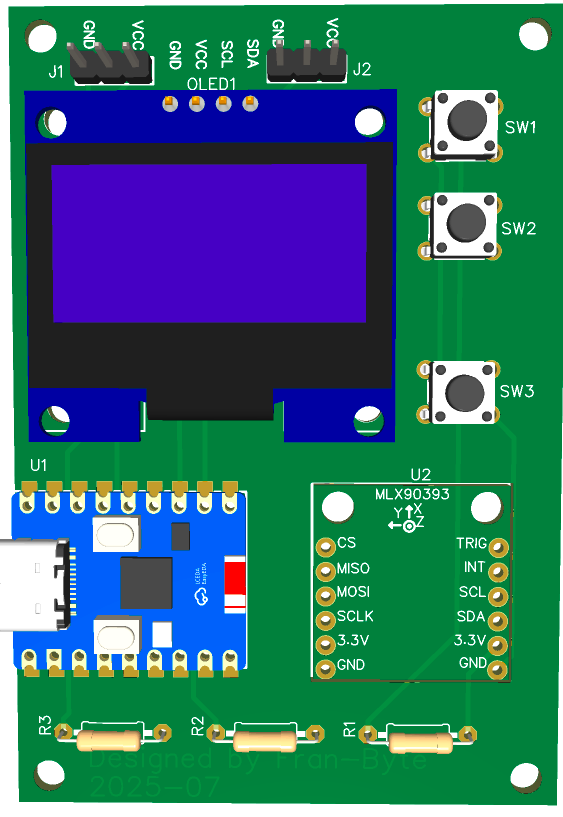 GND VCC GND VCC SCL SDA GND VCC
J1 OLED1 J2
SW1
SW2
SW3
U1
U2
MLX90393
Y X
Z
CS TRIG
MISO INT
MOSI SCL
SCLK SDA
3.3V 3.3V
GND GND
LCEDA
EasyEDA
R3 R2 R1
Designed by Fran-Byte
2025-07